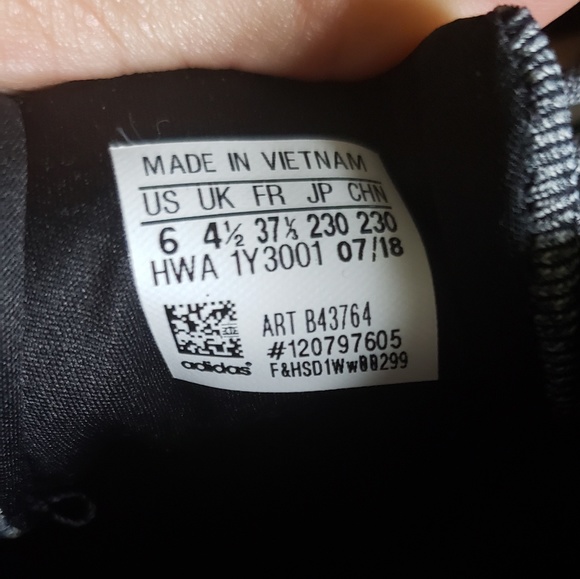 MADE IN VIETNAM
US UK FR JP CHN
6 4½ 37⅓ 230 230
HWA 1Y3001 07/18
ART B43764
#120797605
adidas